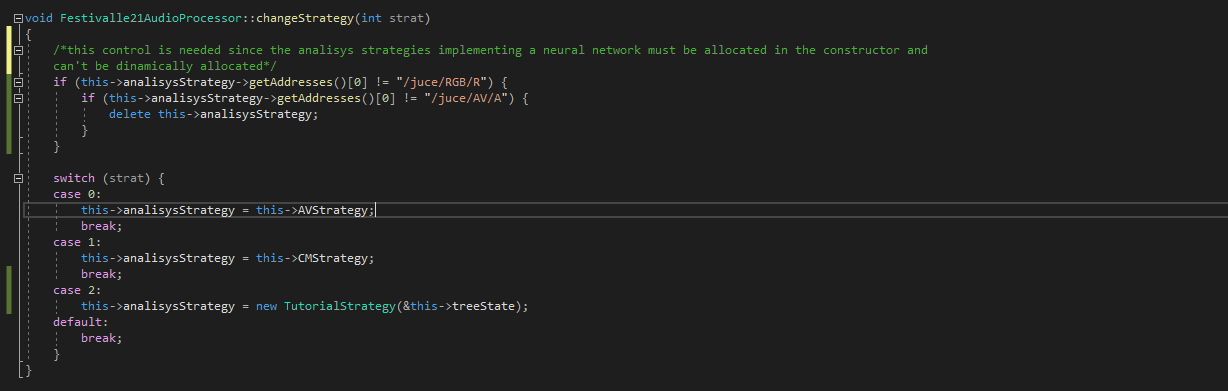 void Festivalle21AudioProcessor::changeStrategy(int strat)
{
/*this control is needed since the analisys strategies implementing a neural network must be allocated in the constructor and
can't be dinamically allocated*/
if (this->analisysStrategy->getAddresses()[0] != "/juce/RGB/R") {
if (this->analisysStrategy->getAddresses()[0] != "/juce/AV/A") {
delete this->analisysStrategy;
}
}
switch (strat) {
case 0:
this->analisysStrategy = this->AVStrategy;
break;
case 1:
this->analisysStrategy = this->CMStrategy;
break;
case 2:
this->analisysStrategy = new TutorialStrategy(&this->treeState);
default:
break;
}
}